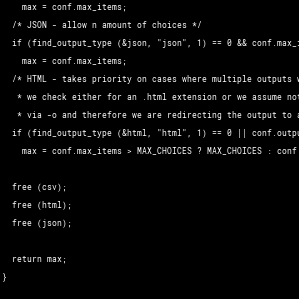 max = conf.max_items;
/* JSON - allow n amount of choices */
if (find_output_type (&json, "json", 1) == 0 && conf.max_
max = conf.max_items;
/* HTML - takes priority on cases where multiple outputs
* we check either for an .html extension or we assume not
* via -o and therefore we are redirecting the output to
if (find_output_type (&html, "html", 1) == 0 || conf.outpu
max = conf.max_items > MAX_CHOICES ? MAX_CHOICES : conf
free (csv);
free (html);
free (json);
return max;
}